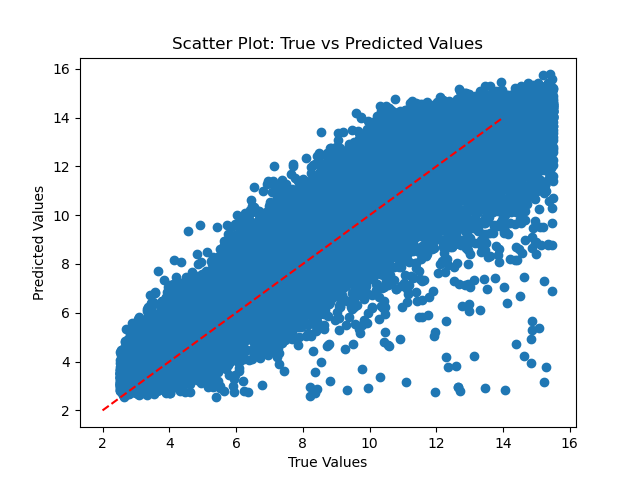 Scatter Plot: True vs Predicted Values
16
14
12
10
8
6
4
2
Predicted Values
2 4 6 8 10 12 14 16
True Values